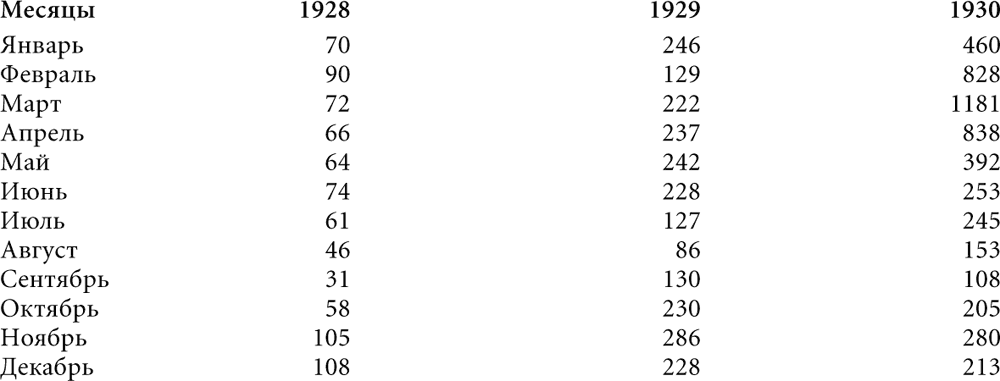 Месяцы 1928 1929 1930
Январь 70 246 460
Февраль 90 129 828
Март 72 222 1181
Апрель 66 237 838
Май 64 242 392
Июнь 74 228 253
Июль 61 127 245
Август 46 86 153
Сентябрь 31 130 108
Октябрь 58 230 205
Ноябрь 105 286 280
Декабрь 108 228 213